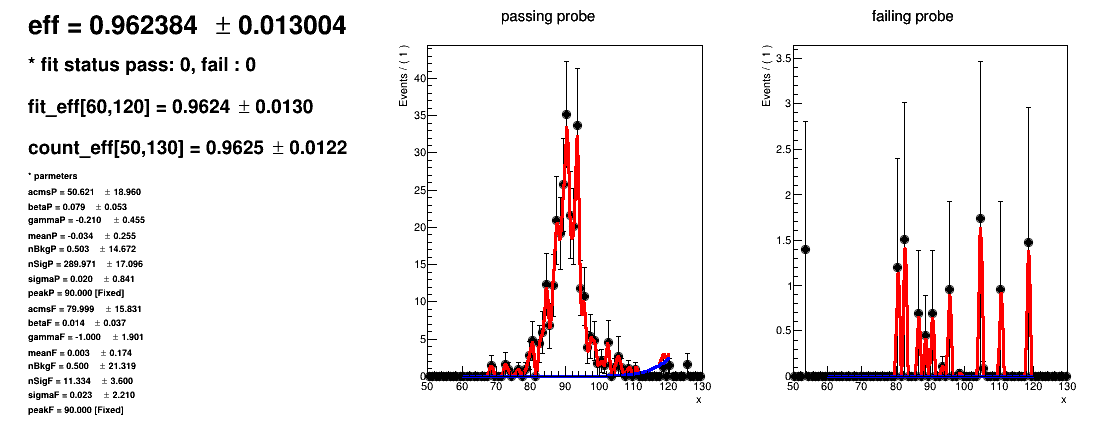 eff = 0.962384 ± 0.013004
* fit status pass: 0, fail : 0
fit_eff[60,120] = 0.9624 ± 0.0130
count_eff[50,130] = 0.9625 ± 0.0122
* parmeters
acmsP = 50.621 ± 18.960
betaP = 0.079 ± 0.053
gammaP = -0.210 ± 0.455
meanP = -0.034 ± 0.255
nBkgP = 0.503 ± 14.672
nSigP = 289.971 ± 17.096
sigmaP = 0.020 ± 0.841
peakP = 90.000 [Fixed]
acmsF = 79.999 ± 15.831
betaF = 0.014 ± 0.037
gammaF = -1.000 ± 1.901
meanF = 0.003 ± 0.174
nBkgF = 0.500 ± 21.319
nSigF = 11.334 ± 3.600
sigmaF = 0.023 ± 2.210
peakF = 90.000 [Fixed]
passing probe
Events / ( 1 )
40
35
30
25
20
15
10
5
0
50 60 70 80 90 100 110 120 130
x
failing probe
Events / ( 1 )
3.5
3
2.5
2
1.5
1
0.5
0
50 60 70 80 90 100 110 120 130
x